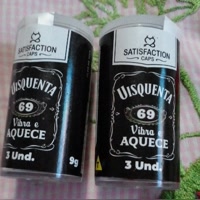 SATISFACTION
CAPS
UISQUENTA
69
Vibra e
AQUECE
3 Und.
9g
SATISFACTION
CAPS
UISQUENTA
69
Vibra e
AQUECE
3 Und.